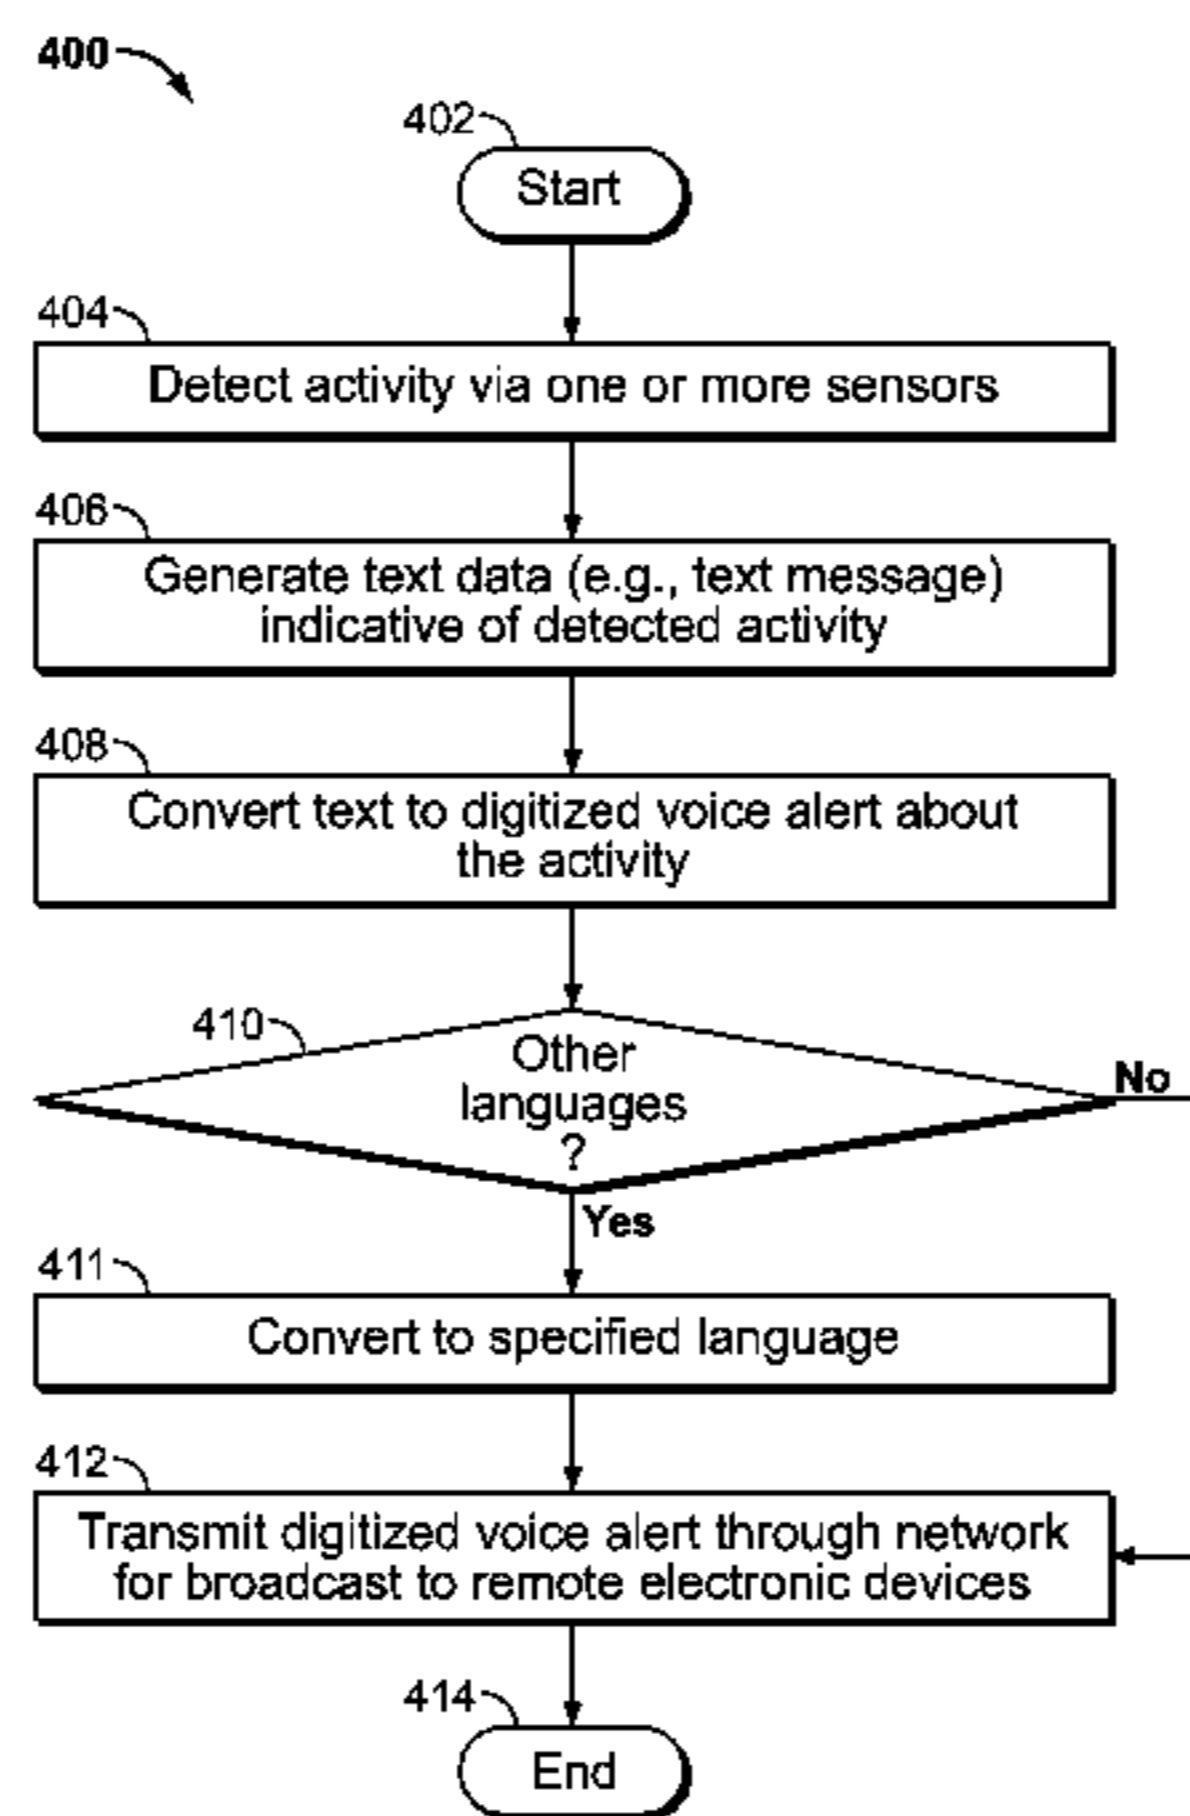 400
402
Start
404
Detect activity via one or more sensors
406
Generate text data (e.g., text message)
indicative of detected activity
408
Convert text to digitized voice alert about
the activity
410
Other
languages
?
No
Yes
411
Convert to specified language
412
Transmit digitized voice alert through network
for broadcast to remote electronic devices
414
End